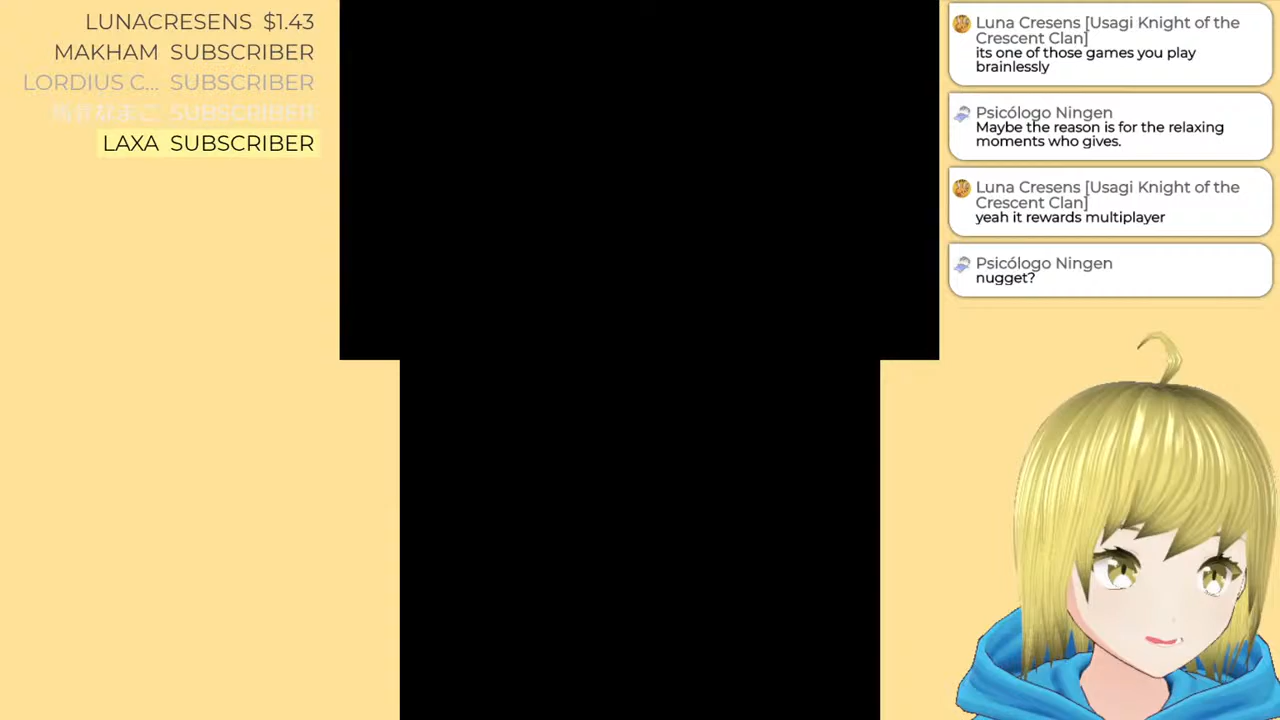 LUNACRESENS $1.43
MAKHAM SUBSCRIBER
LORDIUS C... SUBSCRIBER
SUBSCRIBER
LAXA SUBSCRIBER
Luna Cresens [Usagi Knight of the
Crescent Clan]
its one of those games you play
brainlessly
Psicólogo Ningen
Maybe the reason is for the relaxing
moments who gives.
Luna Cresens [Usagi Knight of the
Crescent Clan]
yeah it rewards multiplayer
Psicólogo Ningen
nugget?